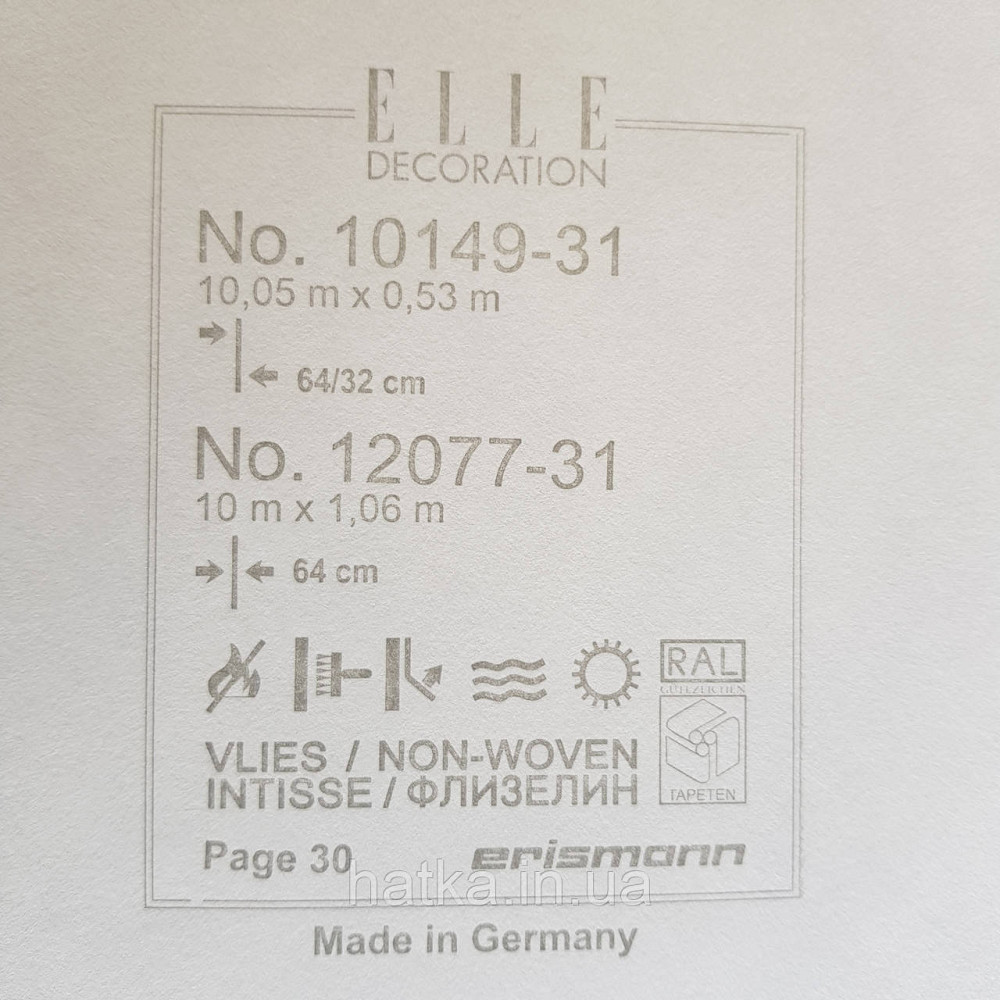 ELLE
DECORATION
No. 10149-31
10,05 m x 0,53 m
64/32 cm
No. 12077-31
10 m x 1,06 m
64 cm
RAL
GÜTEZEICHEN
TAPETEN
VLIES / NON-WOVEN
INTISSE / ФЛИЗЕЛИН
Page 30 erismann
hatka.in.ua
Made in Germany